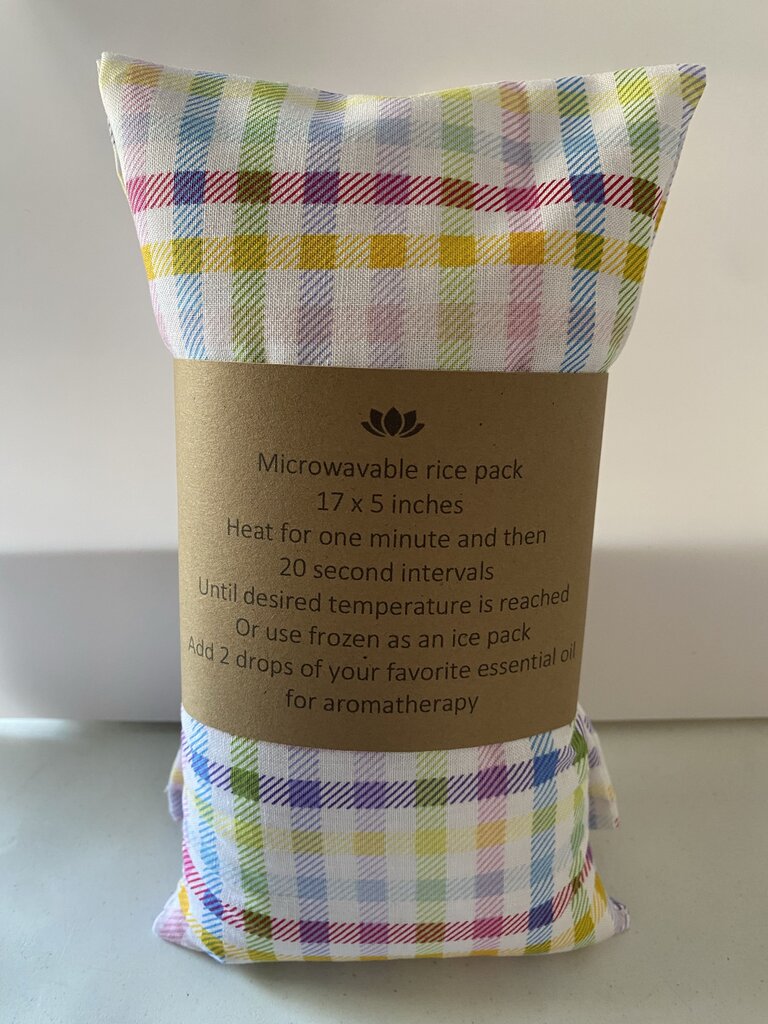 Microwavable rice pack
17 x 5 inches
Heat for one minute and then
20 second intervals
Until desired temperature is reached
Or use frozen as an ice pack
Add 2 drops of your favorite essential oil
for aromatherapy